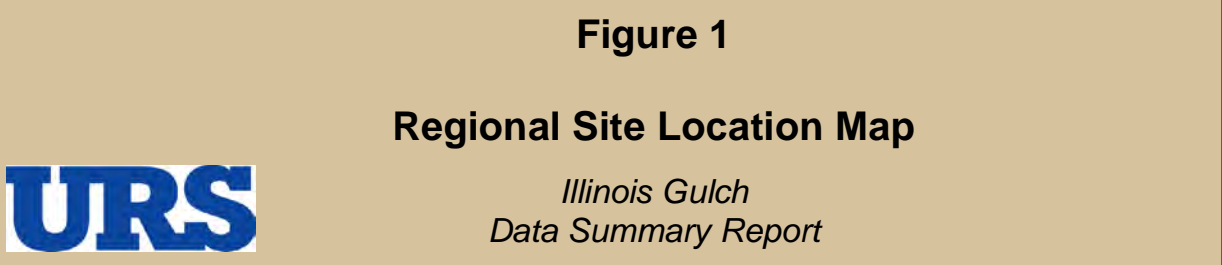 Figure 1
Regional Site Location Map
URS
Illinois Gulch
Data Summary Report